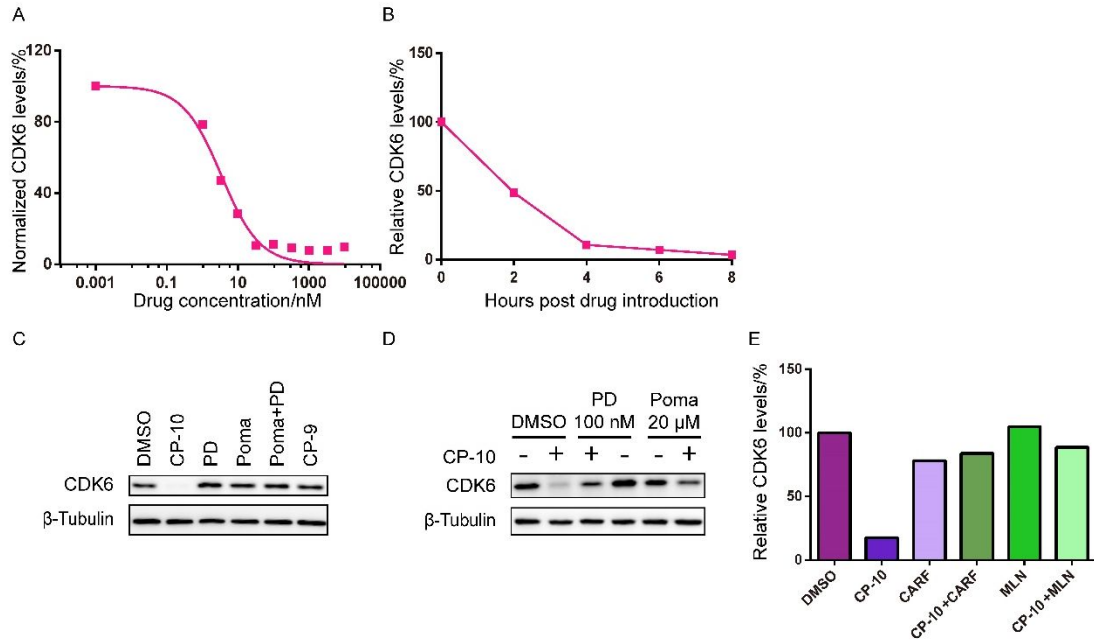 A
Normalized CDK6 levels/%
120
80
40
0
0.001
0.1
10
1000
100000
Drug concentration/nM
B
Relative CDK6 levels/%
150
100
50
0
0
2
4
6
8
Hours post drug introduction
C
DMSO
CP-10
PD
Poma
Poma+PD
CP-9
CDK6
β-Tubulin
D
PD
Poma
DMSO
100 nM
20 µM
CP-10
- + + - - +
CDK6
β-Tubulin
E
Relative CDK6 levels/%
150
100
50
0
DMSO
CP-10
CARF
CP-10 +CARF
MLN
CP-10 +MLN